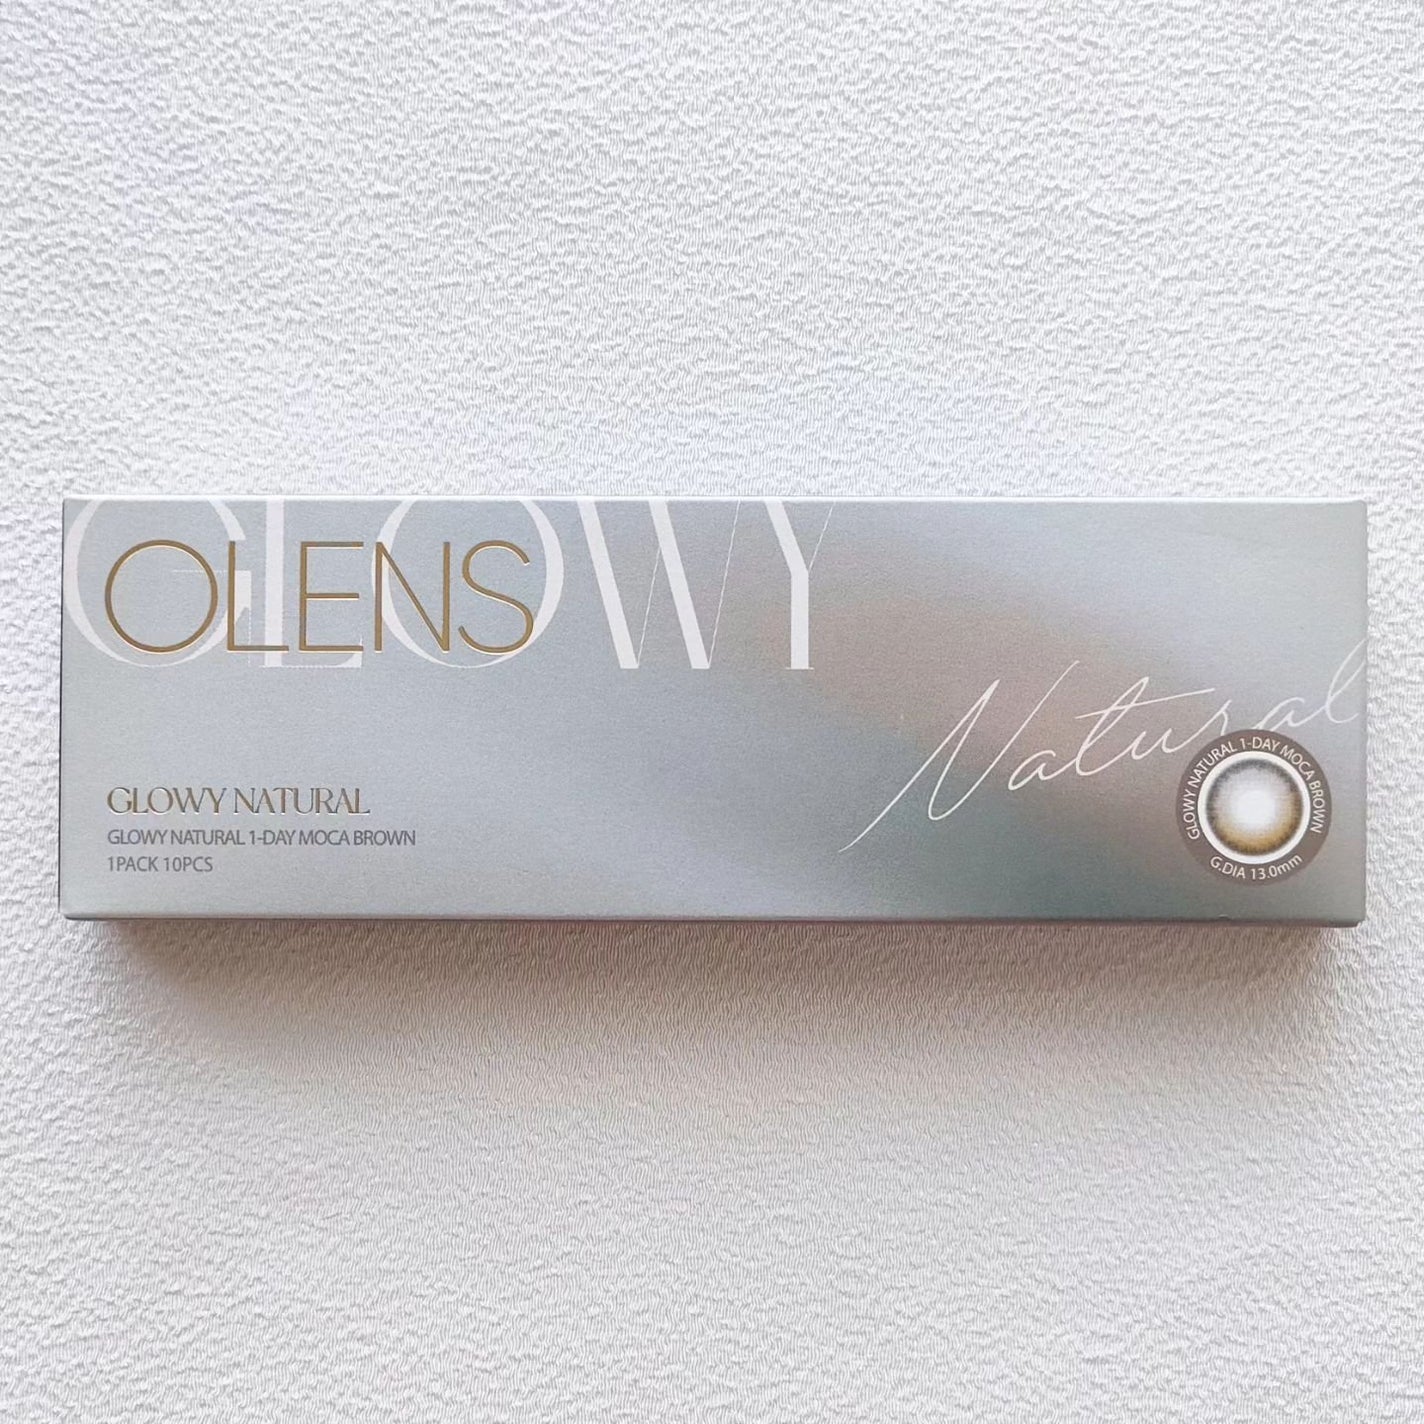 GLOWY
OLENS
Natural
GLOWY NATURAL
GLOWY NATURAL 1-DAY MOCA BROWN
1PACK 10PCS
GLOWY NATURAL 1-DAY MOCA BROWN
G.DIA 13.0mm